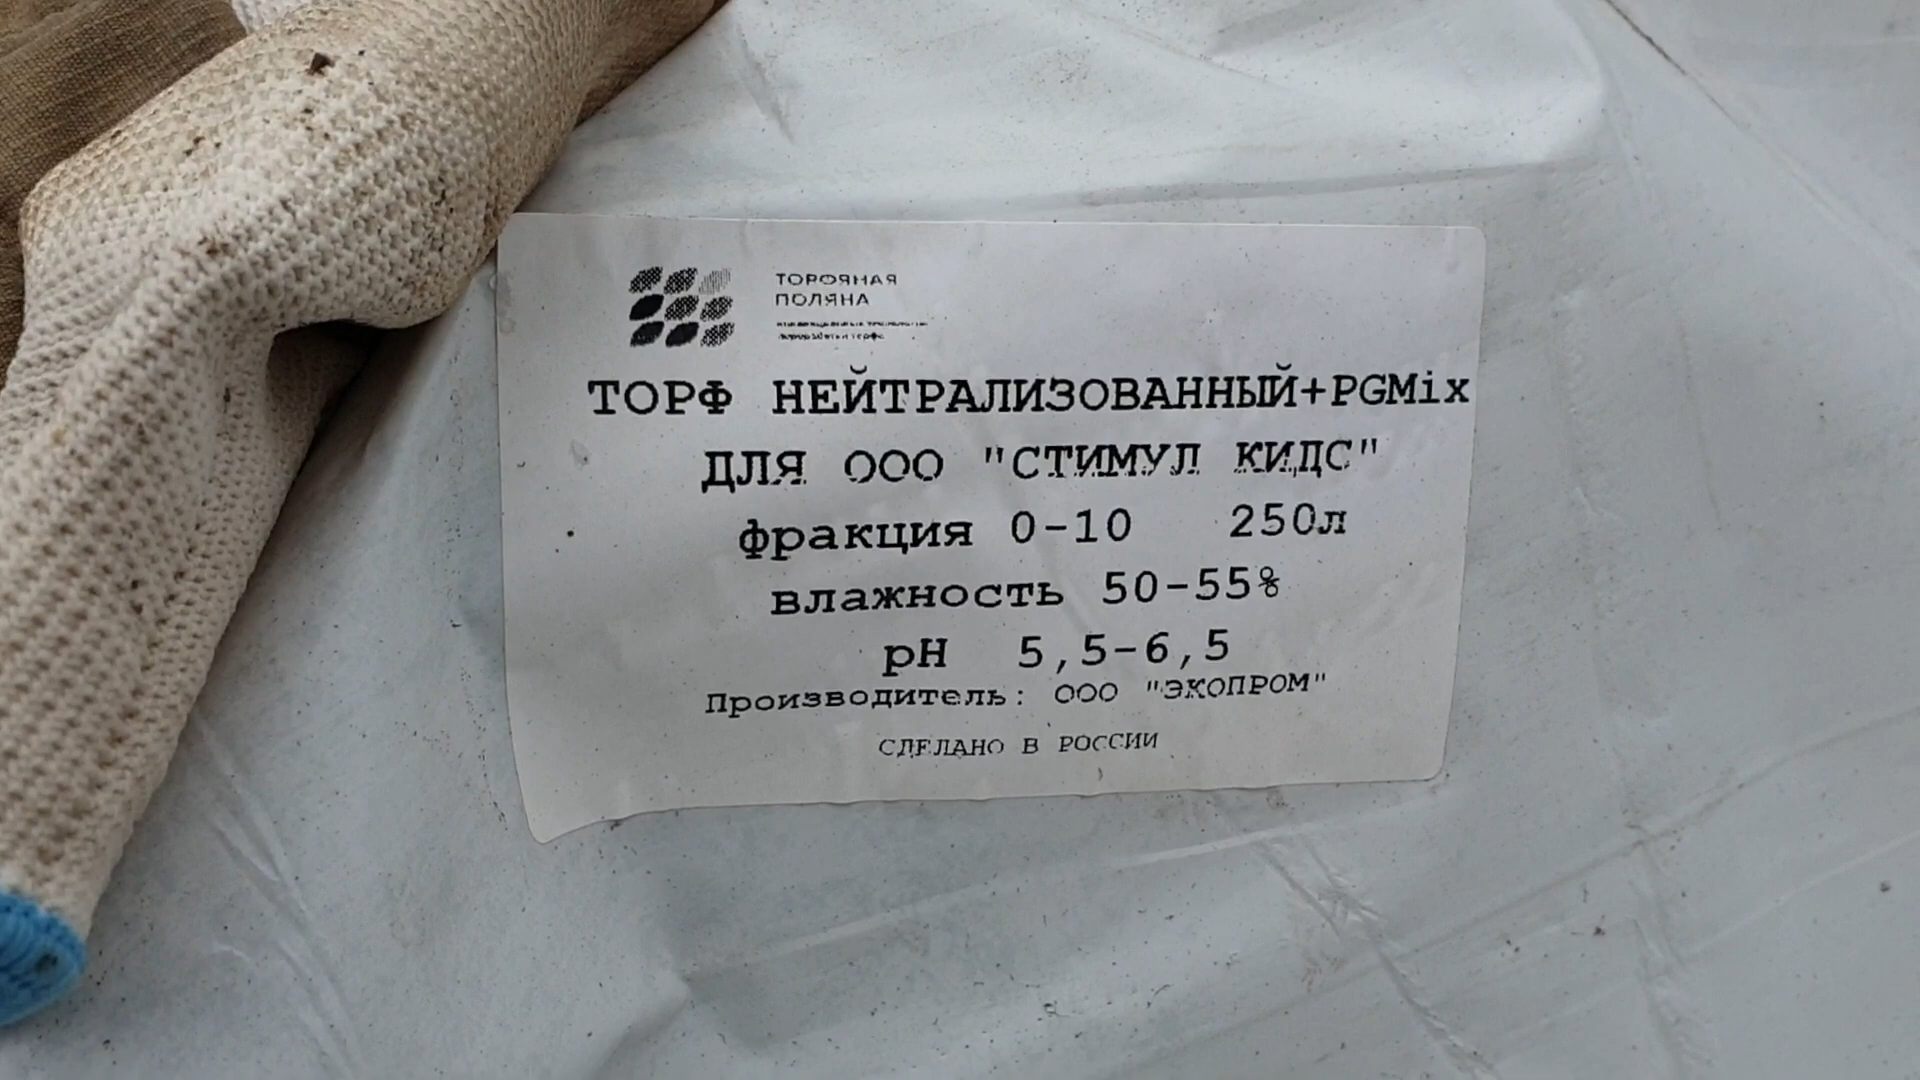 ТОРФЯНАЯ
ПОЛЯНА
ТОРФ НЕЙТРАЛИЗОВАННЫЙ+PGMix
ДЛЯ ООО "СТИМУЛ КИДС"
фракция 0-10 250л
влажность 50-55%
pH 5,5-6,5
Производитель: ООО "ЭКОПРОМ"
СДЕЛАНО В РОССИИ